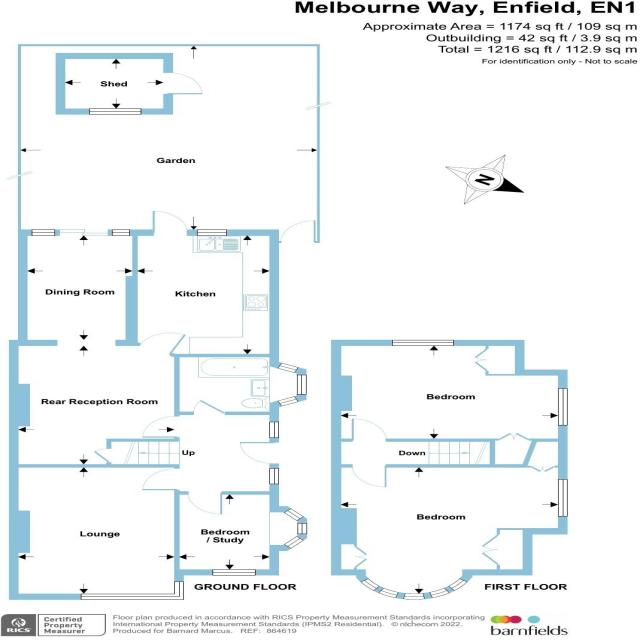 Melbourne Way, Enfield, EN1
Approximate Area = 1174 sq ft / 109 sq m
Outbuilding = 42 sq ft / 3.9 sq m
Total = 1216 sq ft / 112.9 sq m
For identification only - Not to scale
Shed
Garden
N
Dining Room
Kitchen
Rear Reception Room
Up
Lounge
Bedroom
/ Study
GROUND FLOOR
Bedroom
Down
Bedroom
FIRST FLOOR
RICS
Certified
Property
Measurer
Floor plan produced in accordance with RICS Property Measurement Standards incorporating
International Property Measurement Standards (IPMS2 Residential). © nichecom 2022.
Produced for Barnard Marcus. REF: 864619
barnfields